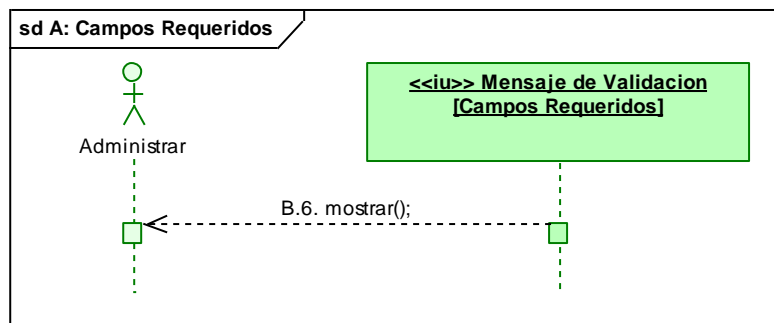 sd A: Campos Requeridos
<<iu>> Mensaje de Validacion
[Campos Requeridos]
Administrar
B.6. mostrar();